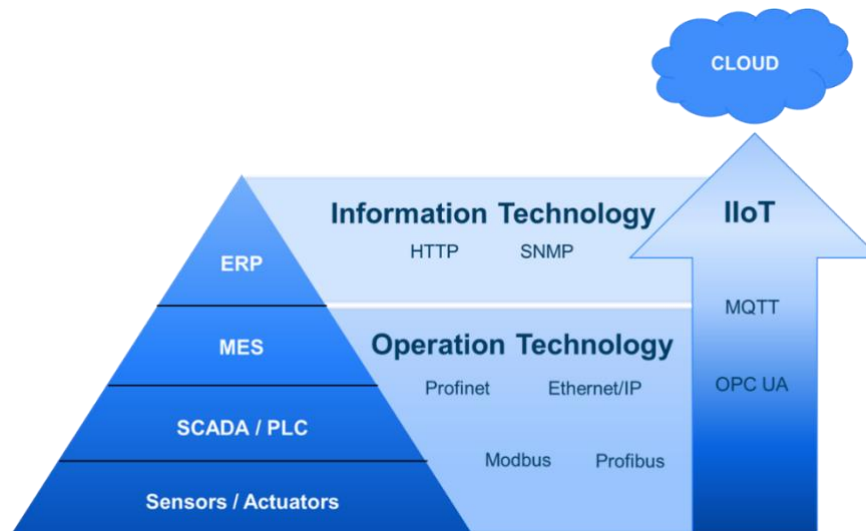 CLOUD
Information Technology
IIoT
HTTP SNMP
ERP
MQTT
MES
Operation Technology
Profinet Ethernet/IP
OPC UA
SCADA / PLC
Modbus Profibus
Sensors / Actuators